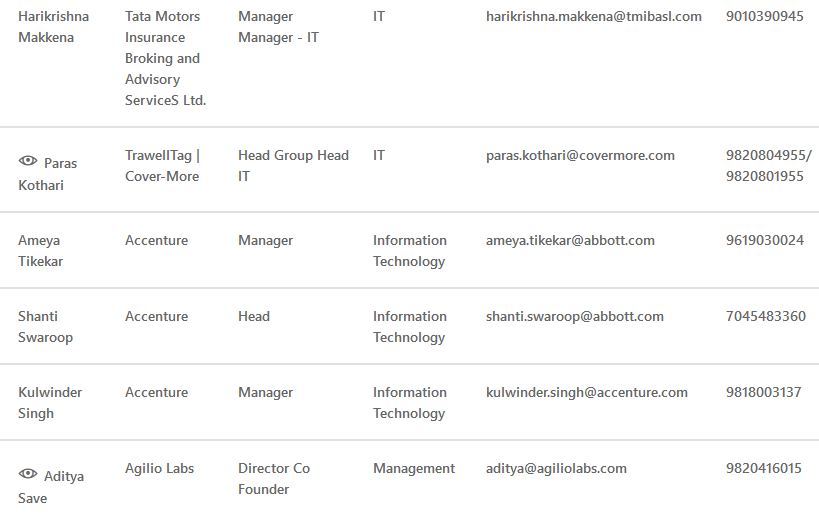 Harikrishna Tata Motors Manager IT harikrishna.makkena@tmibasl.com 9010390945
Makkena Insurance Manager - IT
Broking and
Advisory
ServiceS Ltd.
Paras TrawellTag | Head Group Head IT paras.kothari@covermore.com 9820804955/
Kothari Cover-More IT 9820801955
Ameya Accenture Manager Information ameya.tikekar@abbott.com 9619030024
Tikekar Technology
Shanti Accenture Head Information shanti.swaroop@abbott.com 7045483360
Swaroop Technology
Kulwinder Accenture Manager Information kulwinder.singh@accenture.com 9818003137
Singh Technology
Aditya Agilio Labs Director Co Management aditya@agiliolabs.com 9820416015
Save Founder